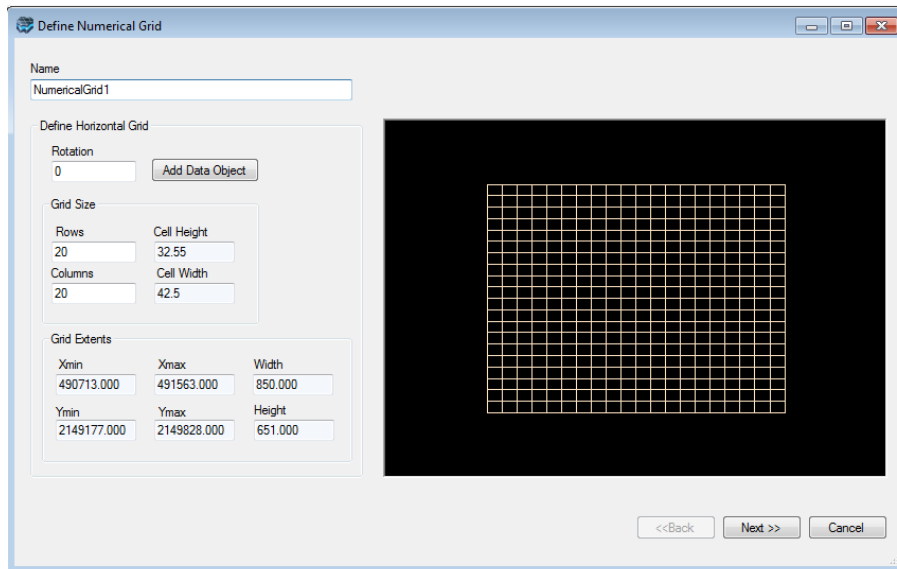 Define Numerical Grid
Name
NumericalGrid1
Define Horizontal Grid
Rotation
0
Add Data Object
Grid Size
Rows Cell Height
20 32.55
Columns Cell Width
20 42.5
Grid Extents
Xmin Xmax Width
490713.000 491563.000 850.000
Ymin Ymax Height
2149177.000 2149828.000 651.000
<<Back Next >> Cancel